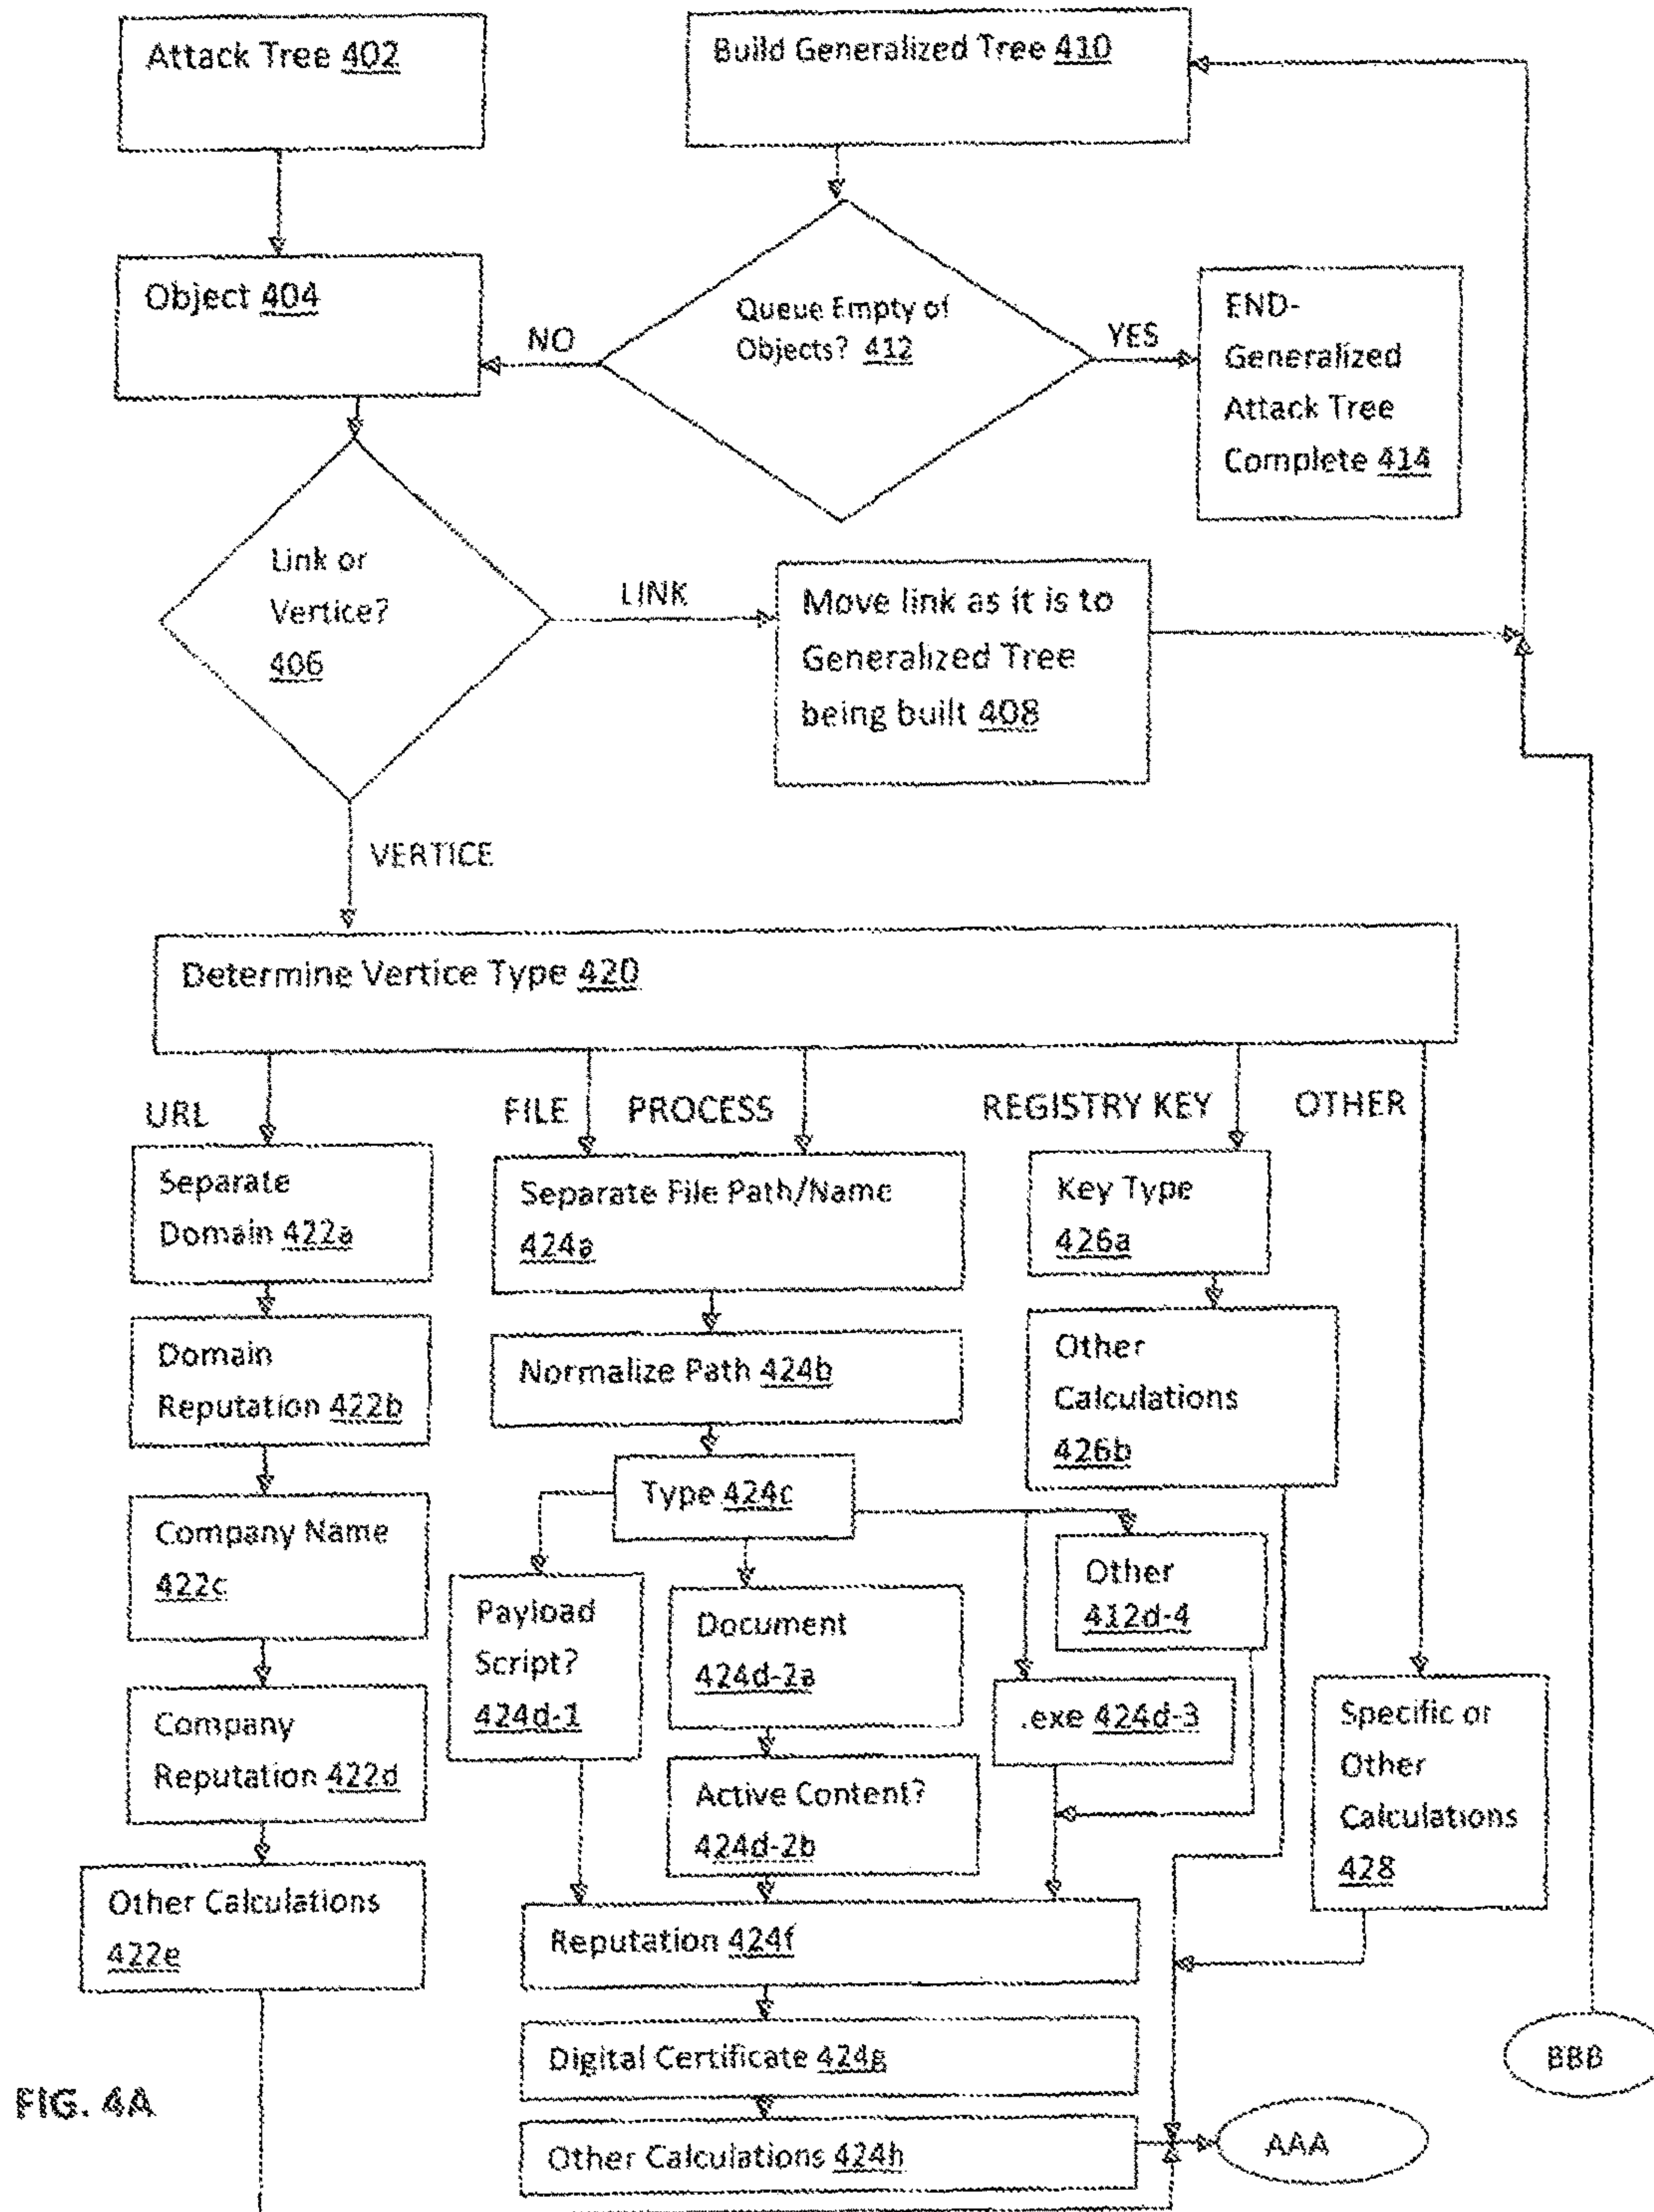 Attack Tree 402
Build Generalized Tree 410
Object 404
Queue Empty of
Objects? 412
NO
YES
END-
Generalized
Attack Tree
Complete 414
Link or
Vertice?
406
LINK
Move link as it is to
Generalized Tree
being built 408
VERTICE
Determine Vertice Type 420
URL
FILE
PROCESS
REGISTRY KEY
OTHER
Separate
Domain 422a
Domain
Reputation 422b
Company Name
422c
Company
Reputation 422d
Other Calculations
422e
Separate File Path/Name
424a
Normalize Path 424b
Type 424c
Payload
Script?
424d-1
Document
424d-2a
Active Content?
424d-2b
.exe 424d-3
Other
412d-4
Key Type
426a
Other
Calculations
426b
Specific or
Other
Calculations
428
Reputation 424f
Digital Certificate 424g
Other Calculations 424h
AAA
BBB
FIG. 4A